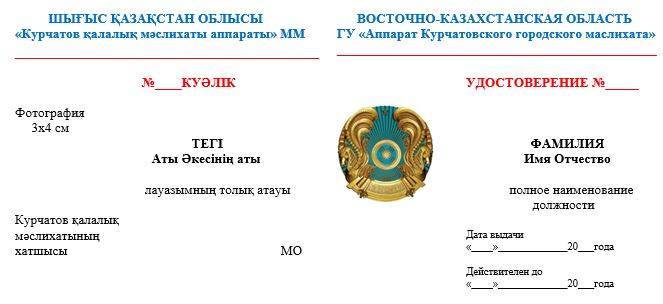 ШЫҒЫС ҚАЗАҚСТАН ОБЛЫСЫ
«Курчатов қалалық мәслихаты аппараты» ММ
№____КУӘЛІК
Фотография
3х4 см
ТЕГІ
Аты Әкесінің аты
лауазымның толық атауы
Курчатов қалалық
мәслихатының
хатшысы МО
ВОСТОЧНО-КАЗАХСТАНСКАЯ ОБЛАСТЬ
ГУ «Аппарат Курчатовского городского маслихата»
УДОСТОВЕРЕНИЕ №_____
ФАМИЛИЯ
Имя Отчество
полное наименование
должности
Дата выдачи
«____»_____________20___года
Действителен до
«____»_____________20___года